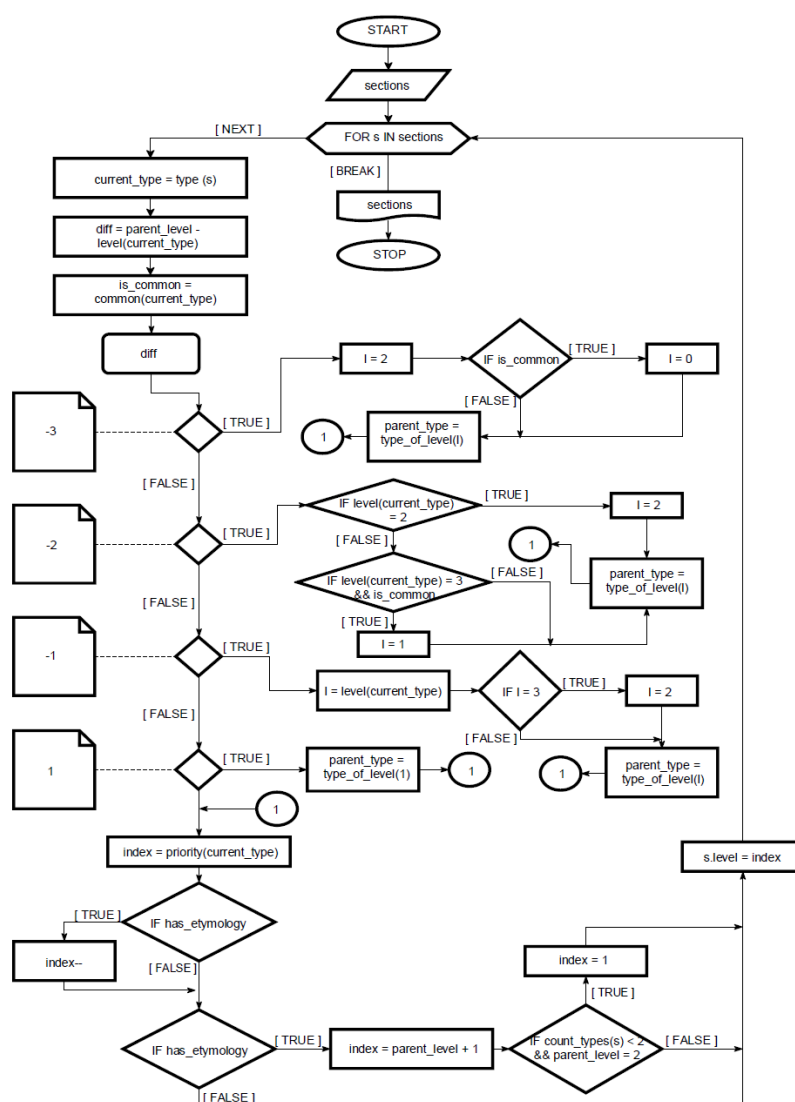 START
sections
FOR s IN sections
[ NEXT ]
[ BREAK ]
current_type = type (s)
sections
diff = parent_level -
level(current_type)
STOP
is_common =
common(current_type)
diff
l = 2
IF is_common
[ TRUE ]
l = 0
-3
[ TRUE ]
[ FALSE ]
1
parent_type =
type_of_level(l)
[ FALSE ]
-2
[ TRUE ]
IF level(current_type)
= 2
[ TRUE ]
l = 2
[ FALSE ]
1
IF level(current_type) = 3
&& is_common
[ FALSE ]
parent_type =
type_of_level(l)
[ FALSE ]
[ TRUE ]
l = 1
-1
[ TRUE ]
l = level(current_type)
IF l = 3
[ TRUE ]
l = 2
[ FALSE ]
[ FALSE ]
1
[ TRUE ]
parent_type =
type_of_level(1)
1
1
parent_type =
type_of_level(l)
1
index = priority(current_type)
s.level = index
[ TRUE ]
IF has_etymology
index--
[ FALSE ]
index = 1
[ TRUE ]
IF has_etymology
[ TRUE ]
index = parent_level + 1
IF count_types(s) < 2
&& parent_level = 2
[ FALSE ]
[ FALSE ]